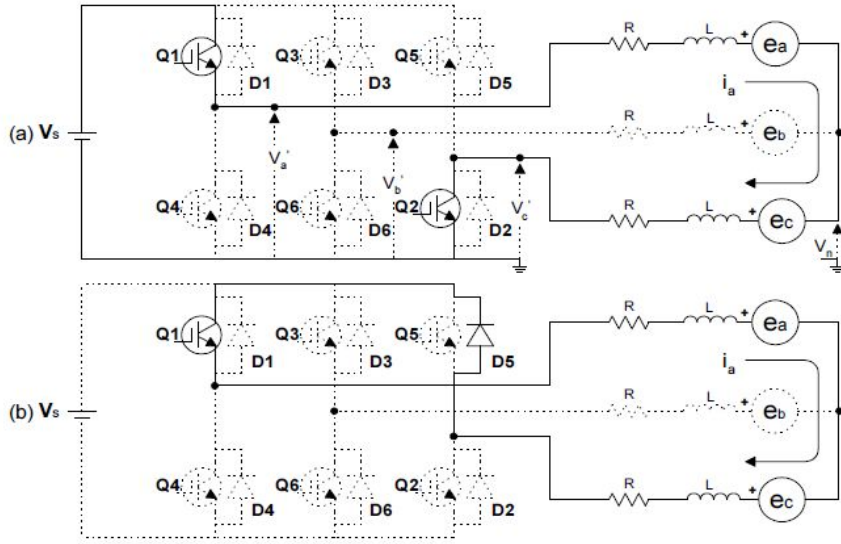 Q1 D1 Q3 D3 Q5 D5 R L + ea
ia
(a) Vs R L + eb
Va' Vb' Vc'
Q4 D4 Q6 D6 Q2 D2 R L + ec
Vn
Q1 D1 Q3 D3 Q5 D5 R L + ea
ia
(b) Vs R L + eb
Q4 D4 Q6 D6 Q2 D2 R L + ec